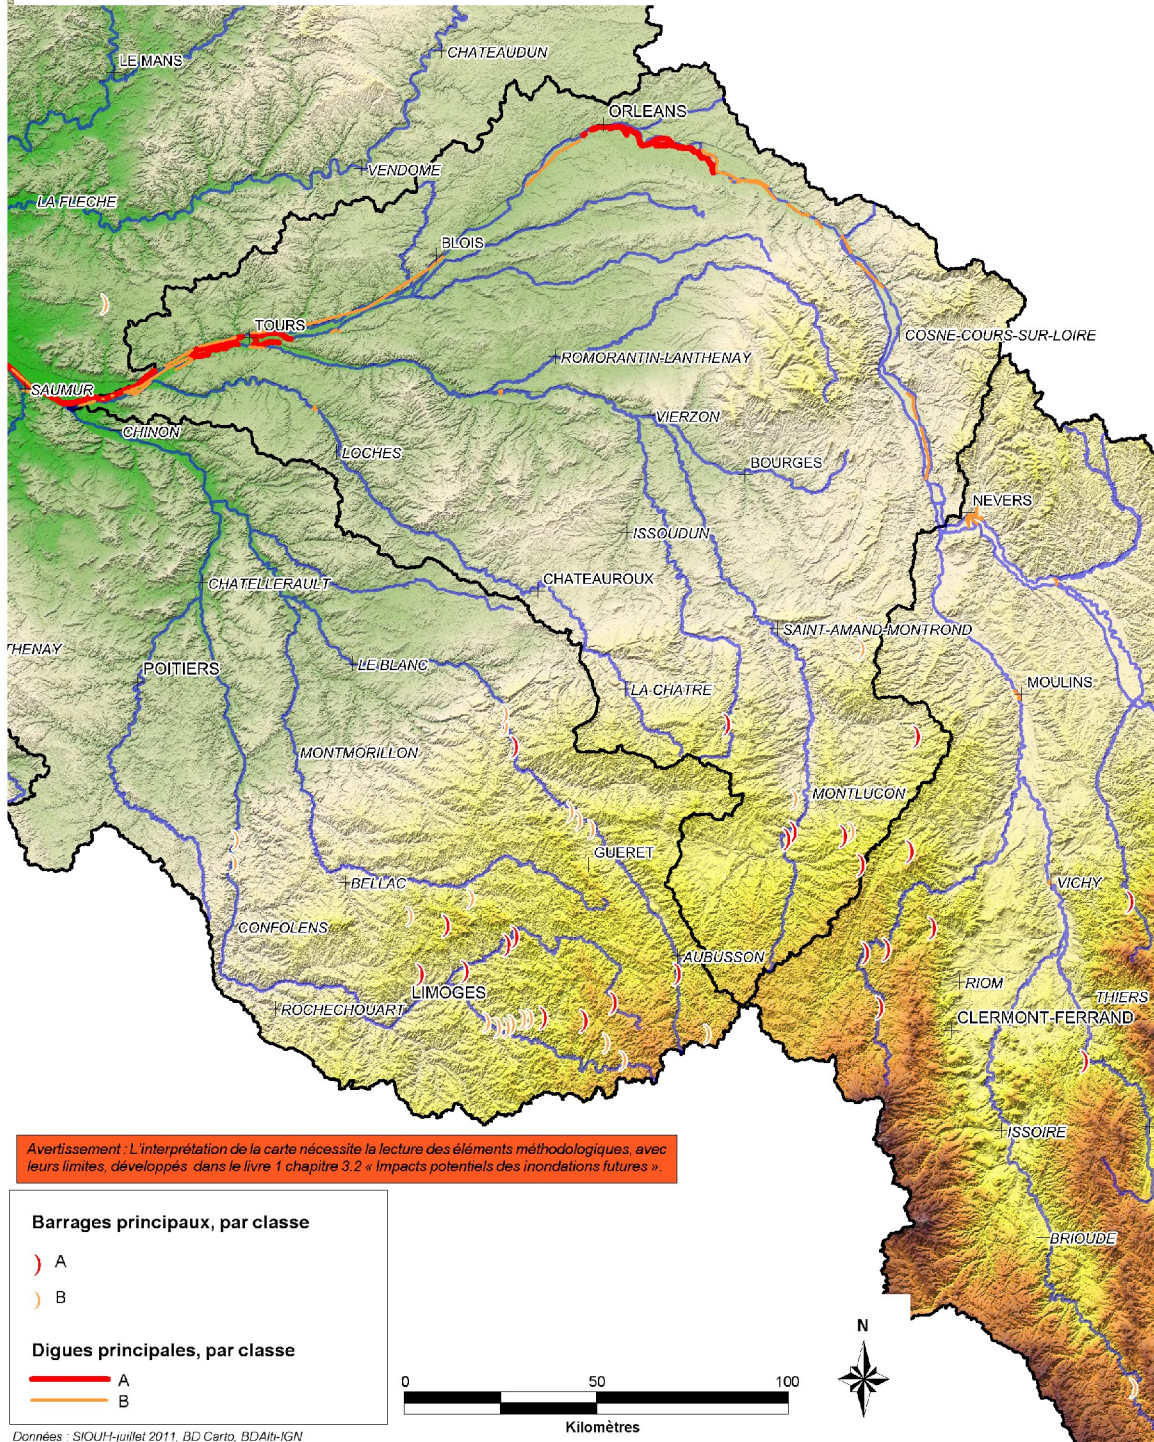 CHATEAUDUN
LE MANS
ORLEANS
VENDOME
LA FLECHE
BLOIS
TOURS
COSNE-COURS-SUR-LOIRE
ROMORANTIN-LANTHENAY
SAUMUR
VIERZON
CHINON
LOCHES
BOURGES
NEVERS
ISSOUDUN
CHATEAUROUX
CHATELLERAULT
SAINT-AMAND-MONTROND
THENAY
LE BLANC
POITIERS
MOULINS
LA CHATRE
MONTMORILLON
MONTLUCON
GUERET
BELLAC
VICHY
CONFOLENS
AUBUSSON
RIOM
LIMOGES
THIERS
ROCHECHOUART
CLERMONT-FERRAND
ISSOIRE
Avertissement : L'interprétation de la carte nécessite la lecture des éléments méthodologiques, avec
leurs limites, développés dans le livre 1 chapitre 3.2 « Impacts potentiels des inondations futures ».
BRIOUDE
Barrages principaux, par classe
A
B
Digues principales, par classe
A
B
N
0 50 100
Kilomètres
Données : SIOUH-juillet 2011, BD Carto, BDAlti-IGN